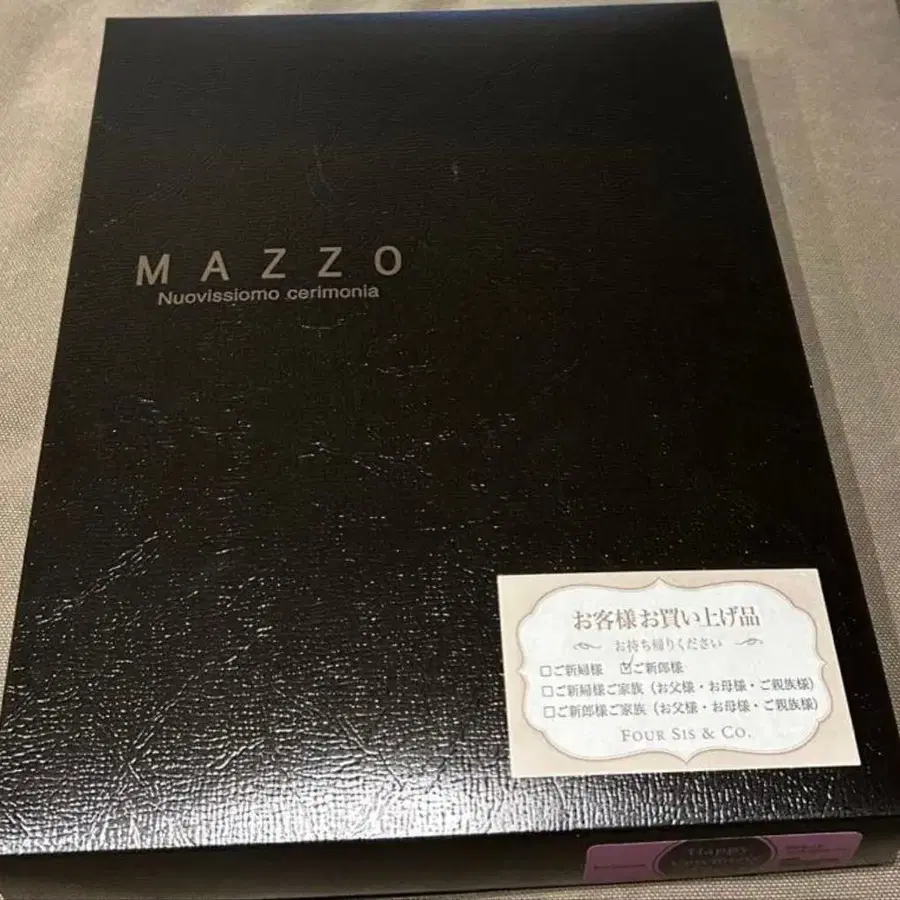 MAZZO
Nuovissiomo cerimonia
お客様お買い上げ品
お持ち帰りください
□ご新婦様 ☑ご新郎様
□ご新婦様ご家族（お父様・お母様・ご親族様）
□ご新郎様ご家族（お父様・お母様・ご親族様）
FOUR SIS & CO.
Happy